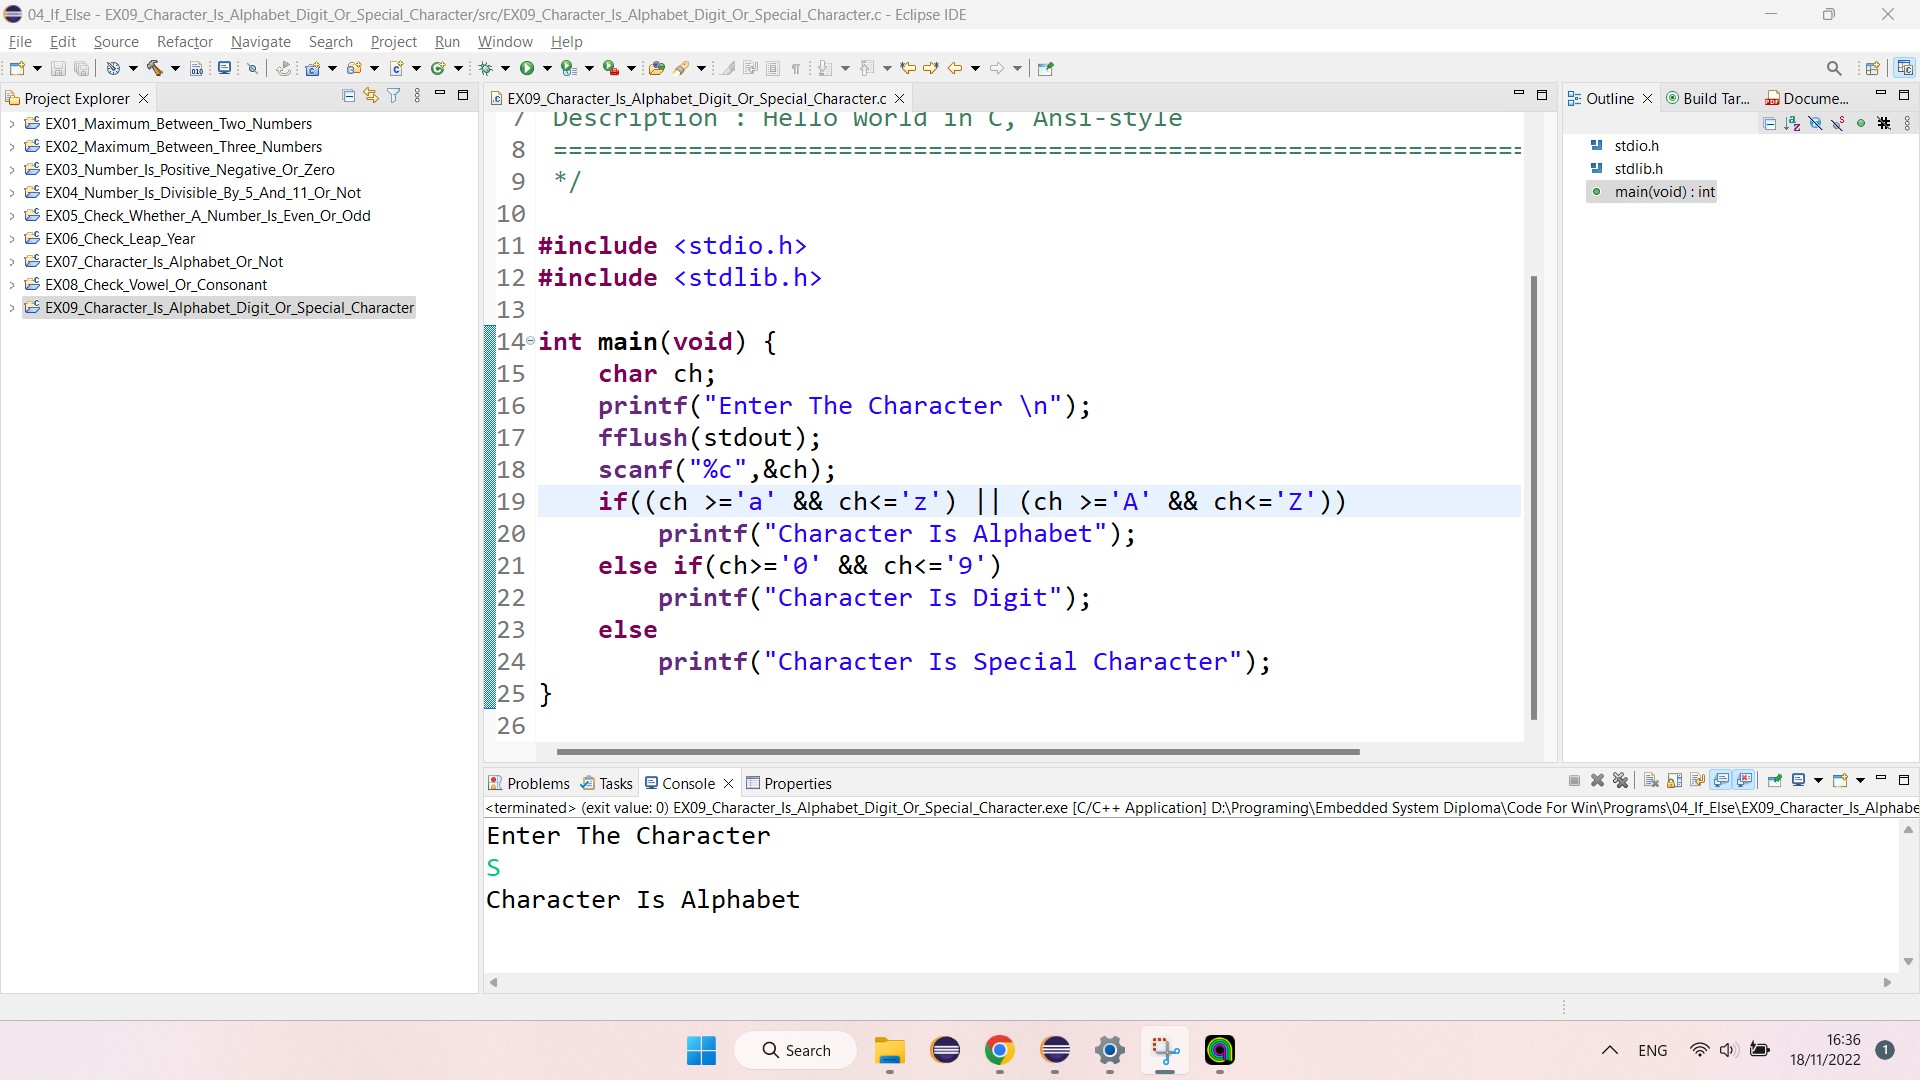 04_If_Else - EX09_Character_Is_Alphabet_Digit_Or_Special_Character/src/EX09_Character_Is_Alphabet_Digit_Or_Special_Character.c - Eclipse IDE
File Edit Source Refactor Navigate Search Project Run Window Help
Project Explorer
EX01_Maximum_Between_Two_Numbers
EX02_Maximum_Between_Three_Numbers
EX03_Number_Is_Positive_Negative_Or_Zero
EX04_Number_Is_Divisible_By_5_And_11_Or_Not
EX05_Check_Whether_A_Number_Is_Even_Or_Odd
EX06_Check_Leap_Year
EX07_Character_Is_Alphabet_Or_Not
EX08_Check_Vowel_Or_Consonant
EX09_Character_Is_Alphabet_Digit_Or_Special_Character
EX09_Character_Is_Alphabet_Digit_Or_Special_Character.c
7 Description : Hello World in C, Ansi-style
8 =================================================================
9 */
10
11 #include <stdio.h>
12 #include <stdlib.h>
13
14 int main(void) {
15 char ch;
16 printf("Enter The Character \n");
17 fflush(stdout);
18 scanf("%c",&ch);
19 if((ch >='a' && ch<='z') || (ch >='A' && ch<='Z'))
20 printf("Character Is Alphabet");
21 else if(ch>='0' && ch<='9')
22 printf("Character Is Digit");
23 else
24 printf("Character Is Special Character");
25 }
26
Outline Build Tar... Docume...
stdio.h
stdlib.h
main(void) : int
Problems Tasks Console Properties
<terminated> (exit value: 0) EX09_Character_Is_Alphabet_Digit_Or_Special_Character.exe [C/C++ Application] D:\Programing\Embedded System Diploma\Code For Win\Programs\04_If_Else\EX09_Character_Is_Alphabe
Enter The Character
S
Character Is Alphabet
Search
ENG
16:36
18/11/2022
1